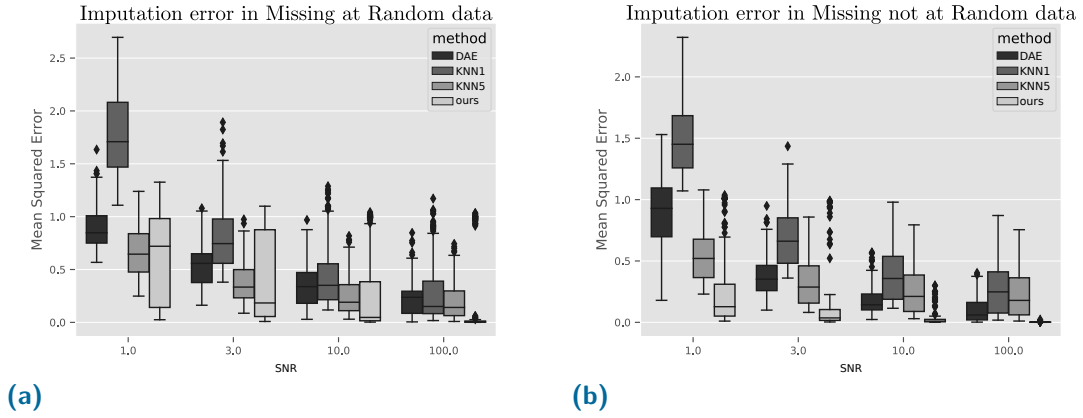 Imputation error in Missing at Random data
Mean Squared Error
2.5
2.0
1.5
1.0
0.5
0.0
method
DAE
KNN1
KNN5
ours
1.0 3.0 10.0 100.0
SNR
(a)
Imputation error in Missing not at Random data
Mean Squared Error
2.0
1.5
1.0
0.5
0.0
method
DAE
KNN1
KNN5
ours
1.0 3.0 10.0 100.0
SNR
(b)